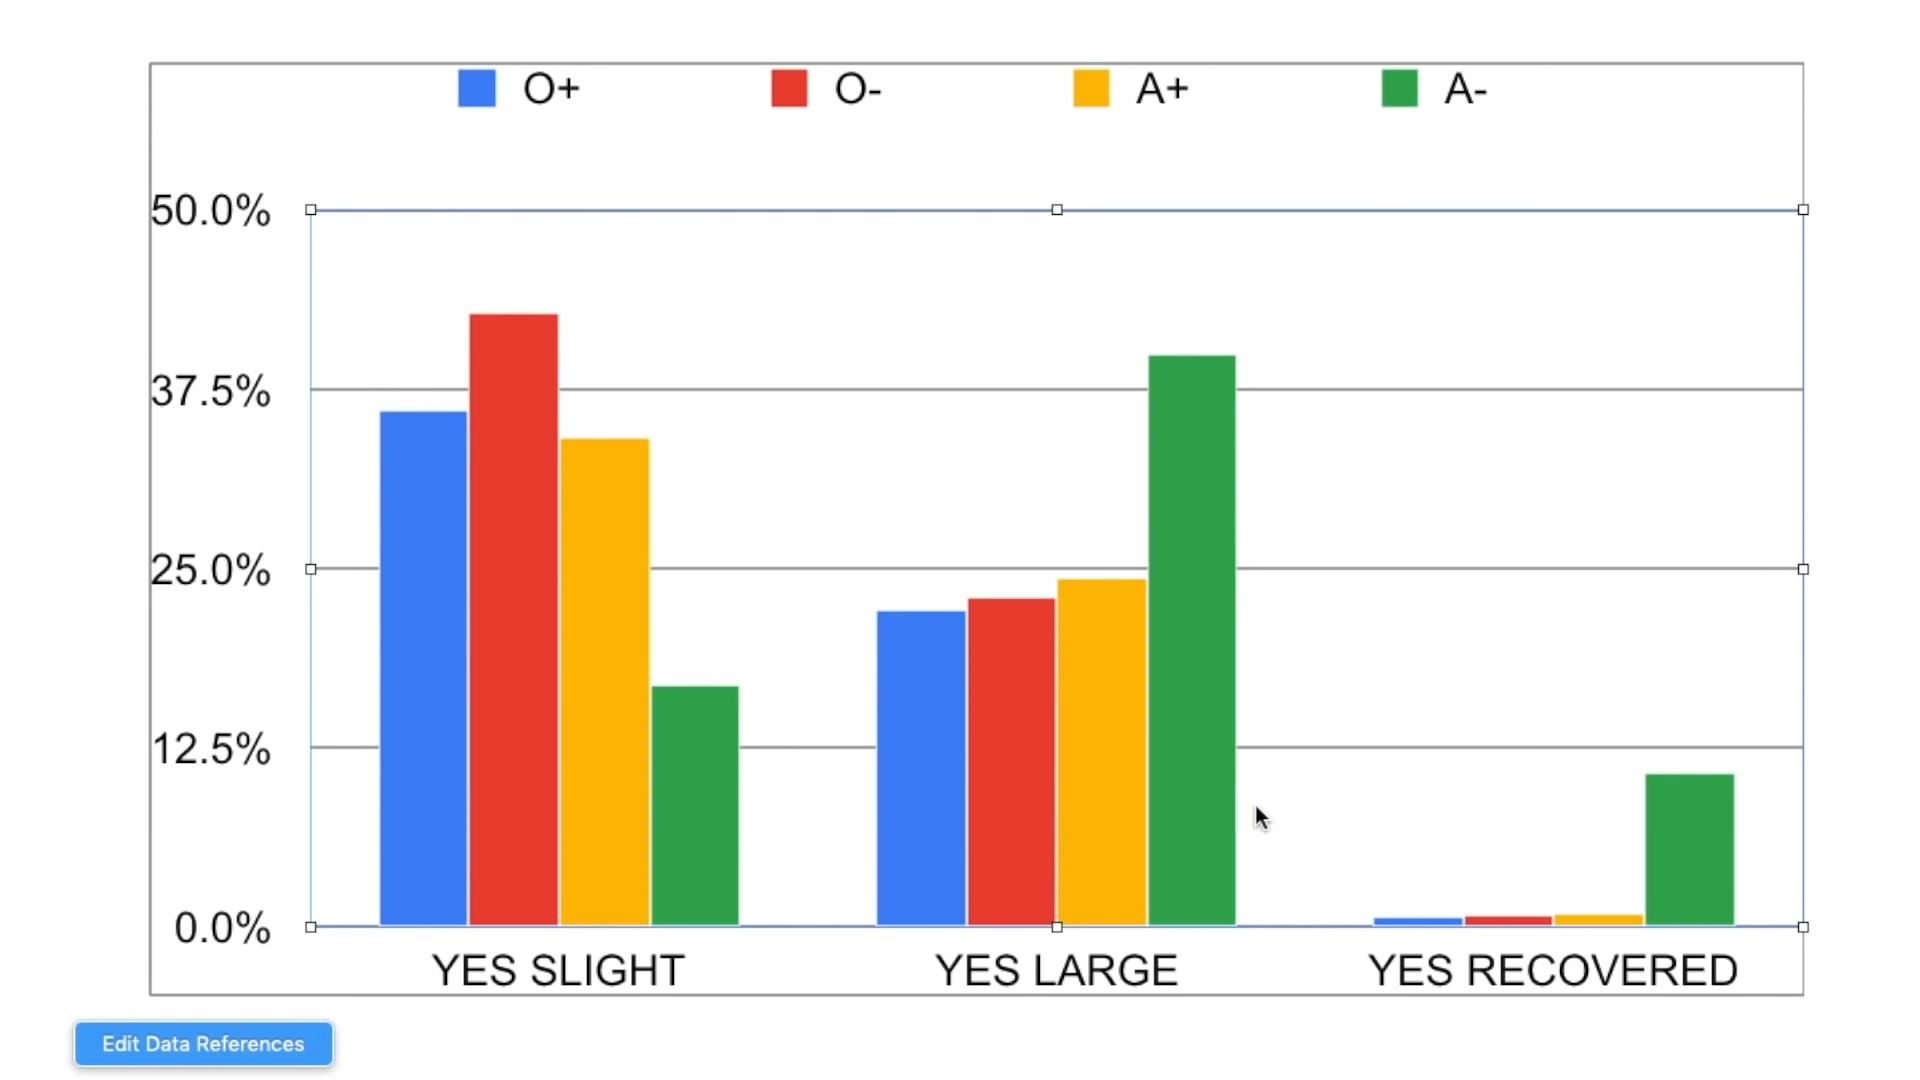 O+ O- A+ A-
50.0%
37.5%
25.0%
12.5%
0.0%
YES SLIGHT YES LARGE YES RECOVERED
Edit Data References